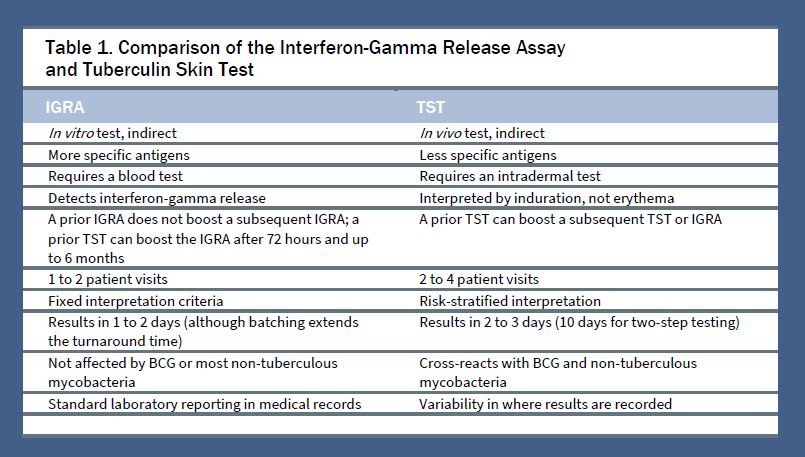 Table 1. Comparison of the Interferon-Gamma Release Assay
and Tuberculin Skin Test
IGRA TST
In vitro test, indirect In vivo test, indirect
More specific antigens Less specific antigens
Requires a blood test Requires an intradermal test
Detects interferon-gamma release Interpreted by induration, not erythema
A prior IGRA does not boost a subsequent IGRA; a A prior TST can boost a subsequent TST or IGRA
prior TST can boost the IGRA after 72 hours and up
to 6 months
1 to 2 patient visits 2 to 4 patient visits
Fixed interpretation criteria Risk-stratified interpretation
Results in 1 to 2 days (although batching extends Results in 2 to 3 days (10 days for two-step testing)
the turnaround time)
Not affected by BCG or most non-tuberculous Cross-reacts with BCG and non-tuberculous
mycobacteria mycobacteria
Standard laboratory reporting in medical records Variability in where results are recorded